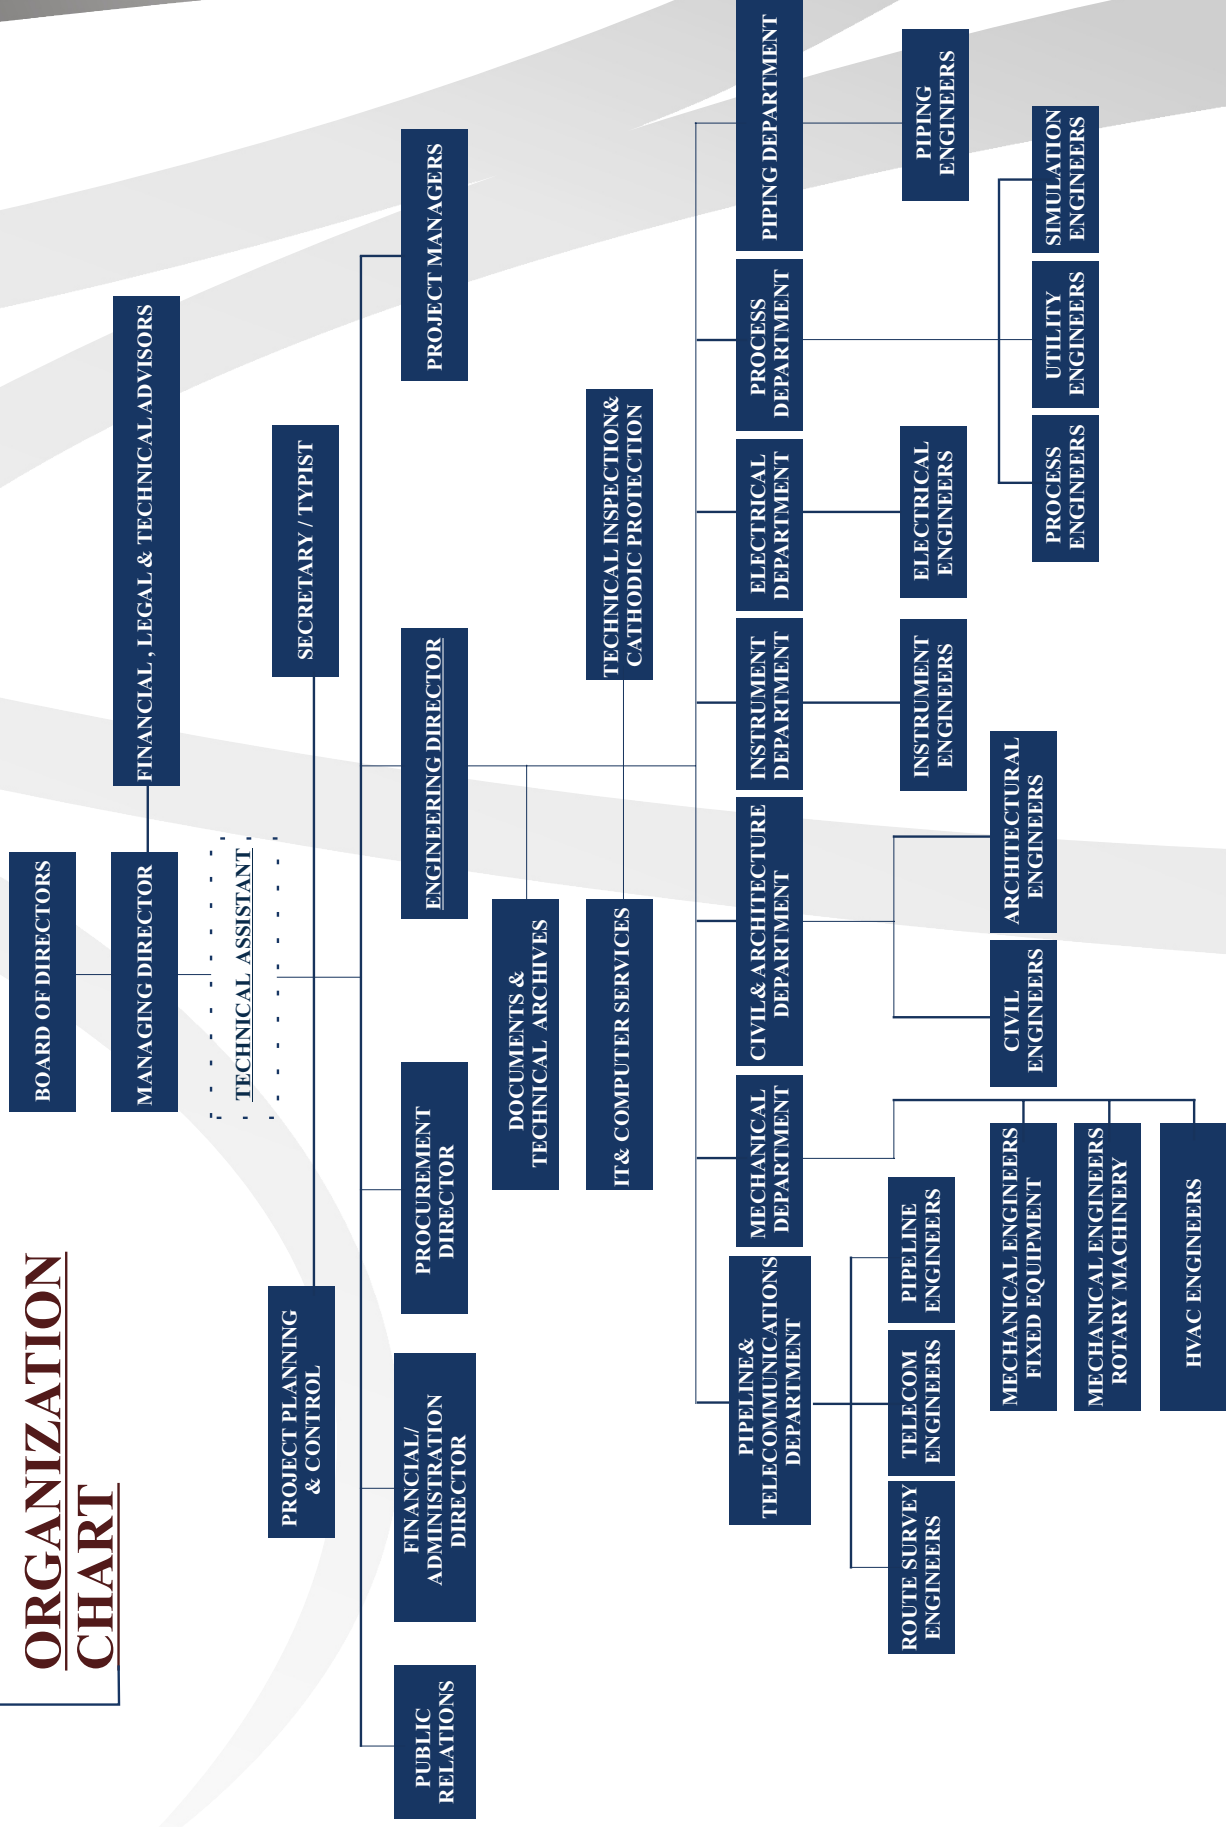 ORGANIZATION
CHART
BOARD OF DIRECTORS
MANAGING DIRECTOR
FINANCIAL , LEGAL & TECHNICAL ADVISORS
TECHNICAL ASSISTANT
PROJECT PLANNING
& CONTROL
SECRETARY / TYPIST
PUBLIC
RELATIONS
FINANCIAL/
ADMINISTRATION
DIRECTOR
PROCUREMENT
DIRECTOR
ENGINEERING DIRECTOR
PROJECT MANAGERS
DOCUMENTS &
TECHNICAL ARCHIVES
IT& COMPUTER SERVICES
TECHNICAL INSPECTION&
CATHODIC PROTECTION
PIPELINE&
TELECOMMUNICATIONS
DEPARTMENT
MECHANICAL
DEPARTMENT
CIVIL& ARCHITECTURE
DEPARTMENT
INSTRUMENT
DEPARTMENT
ELECTRICAL
DEPARTMENT
PROCESS
DEPARTMENT
PIPING DEPARTMENT
ROUTE SURVEY
ENGINEERS
TELECOM
ENGINEERS
PIPELINE
ENGINEERS
INSTRUMENT
ENGINEERS
ELECTRICAL
ENGINEERS
PIPING
ENGINEERS
MECHANICAL ENGINEERS
FIXED EQUIPMENT
MECHANICAL ENGINEERS
ROTARY MACHINERY
HVAC ENGINEERS
CIVIL
ENGINEERS
ARCHITECTURAL
ENGINEERS
PROCESS
ENGINEERS
UTILITY
ENGINEERS
SIMULATION
ENGINEERS